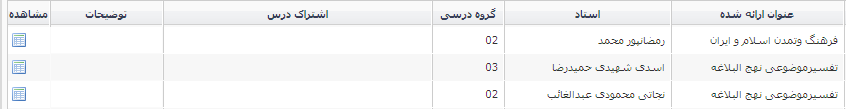 عنوان ارائه شده استاد گروه درسی اشتراک درس توضیحات مشاهده
فرهنگ وتمدن اسلام و ایران رمضانپور محمد 02
تفسیرموضوعی نهج البلاغه اسدی شهیدی حمیدرضا 03
تفسیرموضوعی نهج البلاغه نجاتی محمودی عبدالغائب 02